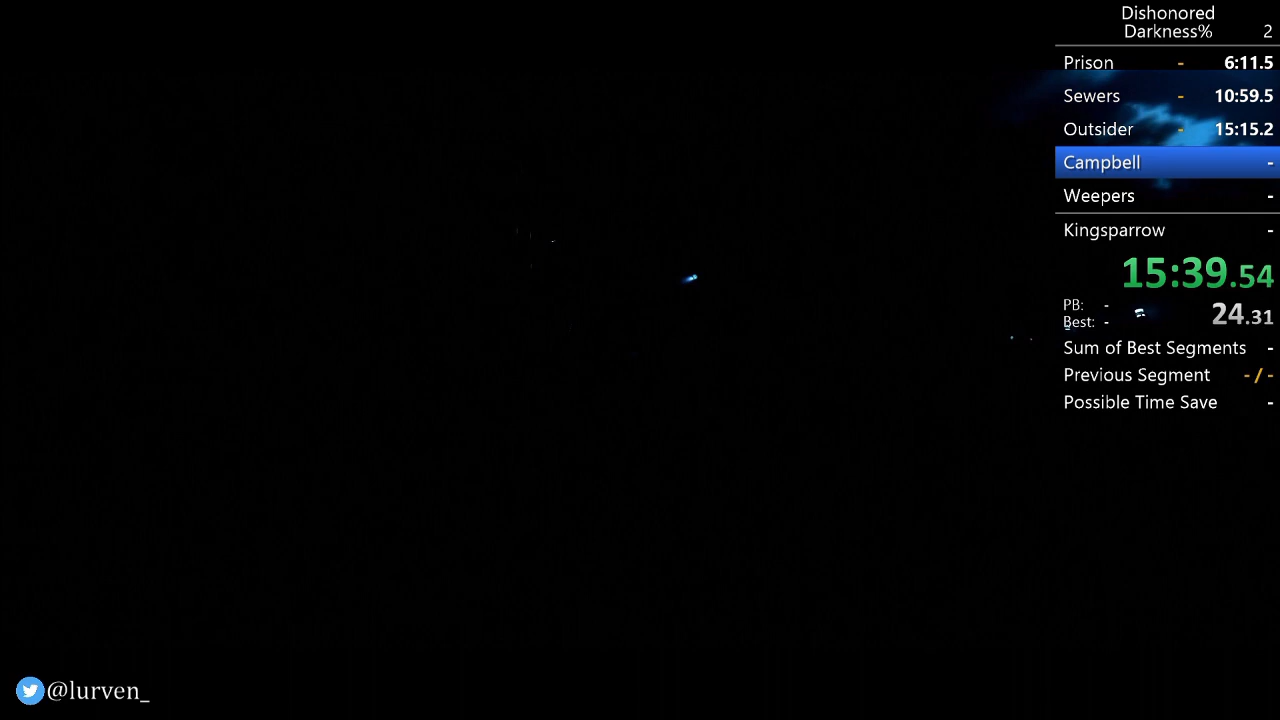 Dishonored
Darkness% 2
Prison - 6:11.5
Sewers - 10:59.5
Outsider - 15:15.2
Campbell -
Weepers -
Kingsparrow -
15:39.54
PB: -
Best: -
24.31
Sum of Best Segments -
Previous Segment - / -
Possible Time Save -
@lurven_